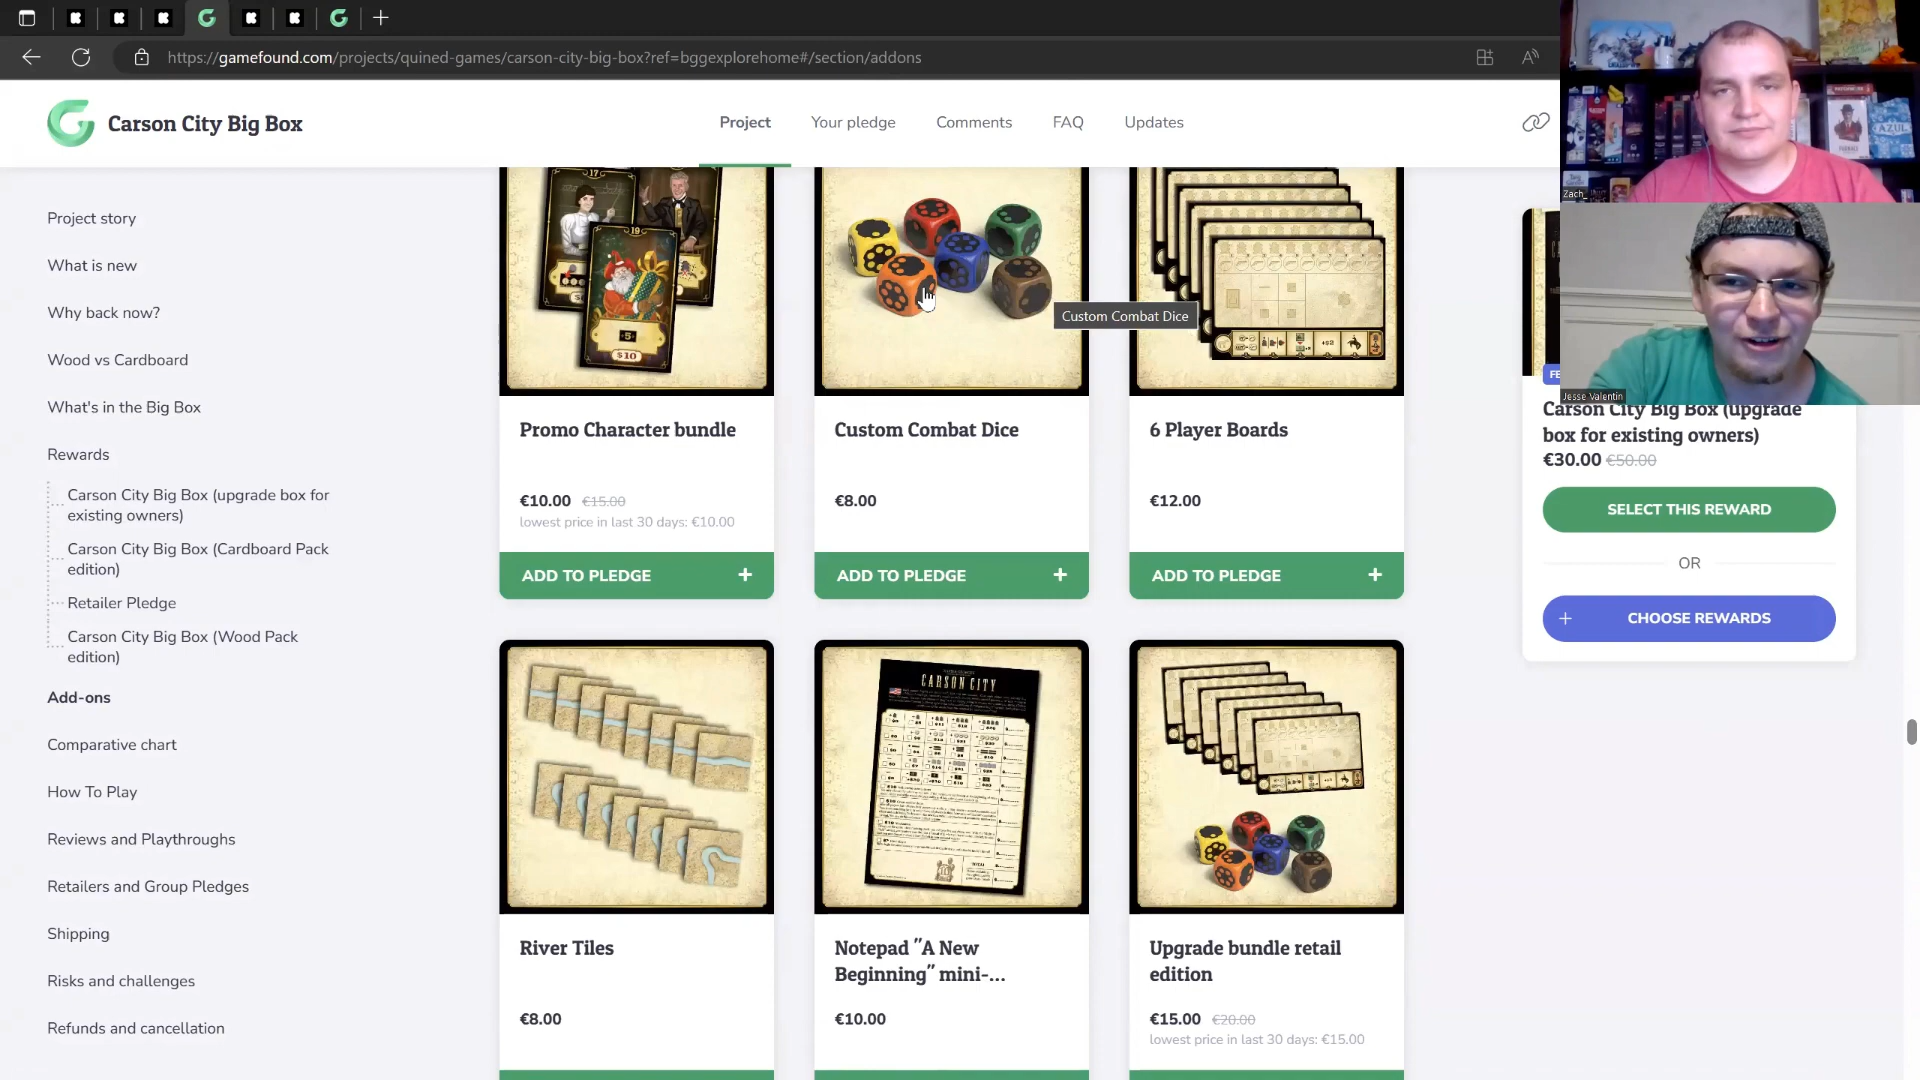 https://gamefound.com/projects/quined-games/carson-city-big-box?ref=bggexplorehome#/section/addons
Carson City Big Box
Project
Your pledge
Comments
FAQ
Updates
Project story
What is new
Why back now?
Wood vs Cardboard
What's in the Big Box
Rewards
Carson City Big Box (upgrade box for
existing owners)
Carson City Big Box (Cardboard Pack
edition)
Retailer Pledge
Carson City Big Box (Wood Pack
edition)
Add-ons
Comparative chart
How To Play
Reviews and Playthroughs
Retailers and Group Pledges
Shipping
Risks and challenges
Refunds and cancellation
17
19
5
$10
Promo Character bundle
€10.00 €15.00
lowest price in last 30 days: €10.00
ADD TO PLEDGE +
Custom Combat Dice
Custom Combat Dice
€8.00
ADD TO PLEDGE +
6 Player Boards
€12.00
ADD TO PLEDGE +
River Tiles
€8.00
CARSON CITY
Notepad "A New
Beginning" mini-...
€10.00
Upgrade bundle retail
edition
€15.00 €20.00
lowest price in last 30 days: €15.00
Zach_
AZUL
Jesse Valentin
FE
Carson City Big Box (upgrade
box for existing owners)
€30.00 €50.00
SELECT THIS REWARD
OR
+ CHOOSE REWARDS